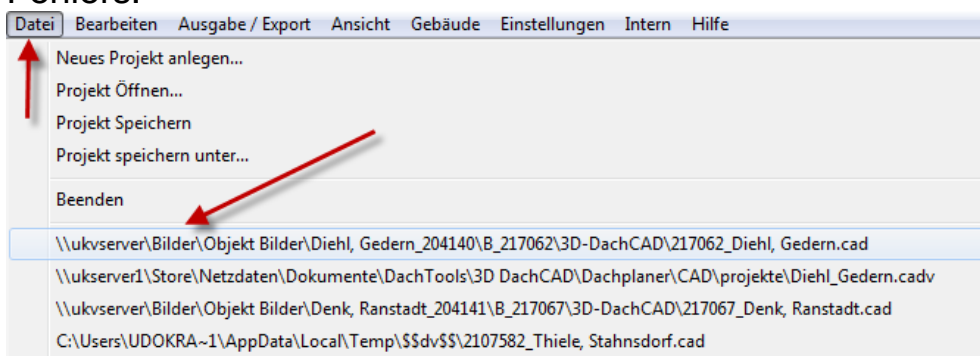 Datei Bearbeiten Ausgabe / Export Ansicht Gebäude Einstellungen Intern Hilfe
Neues Projekt anlegen...
Projekt Öffnen...
Projekt Speichern
Projekt speichern unter...
Beenden
\\ukvserver\Bilder\Objekt Bilder\Diehl, Gedern_204140\B_217062\3D-DachCAD\217062_Diehl, Gedern.cad
\\ukserver1\Store\Netzdaten\Dokumente\DachTools\3D DachCAD\Dachplaner\CAD\projekte\Diehl_Gedern.cadv
\\ukvserver\Bilder\Objekt Bilder\Denk, Ranstadt_204141\B_217067\3D-DachCAD\217067_Denk, Ranstadt.cad
C:\Users\UDOKRA~1\AppData\Local\Temp\$$dv$$\2107582_Thiele, Stahnsdorf.cad